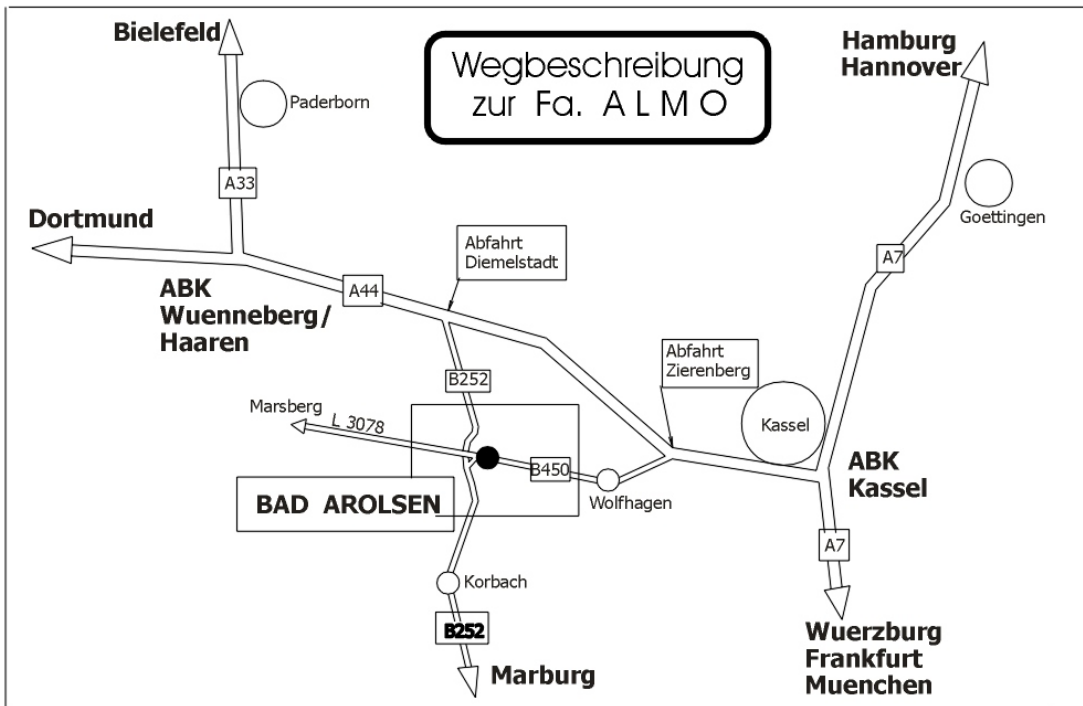 Wegbeschreibung
zur Fa. ALMO
Bielefeld
Paderborn
A33
Dortmund
ABK
Wuenneberg/
Haaren
A44
Abfahrt
Diemelstadt
Hamburg
Hannover
Goettingen
A7
Abfahrt
Zierenberg
Kassel
ABK
Kassel
B252
Marsberg
L 3078
B450
Wolfhagen
BAD AROLSEN
A7
Korbach
B252
Marburg
Wuerzburg
Frankfurt
Muenchen